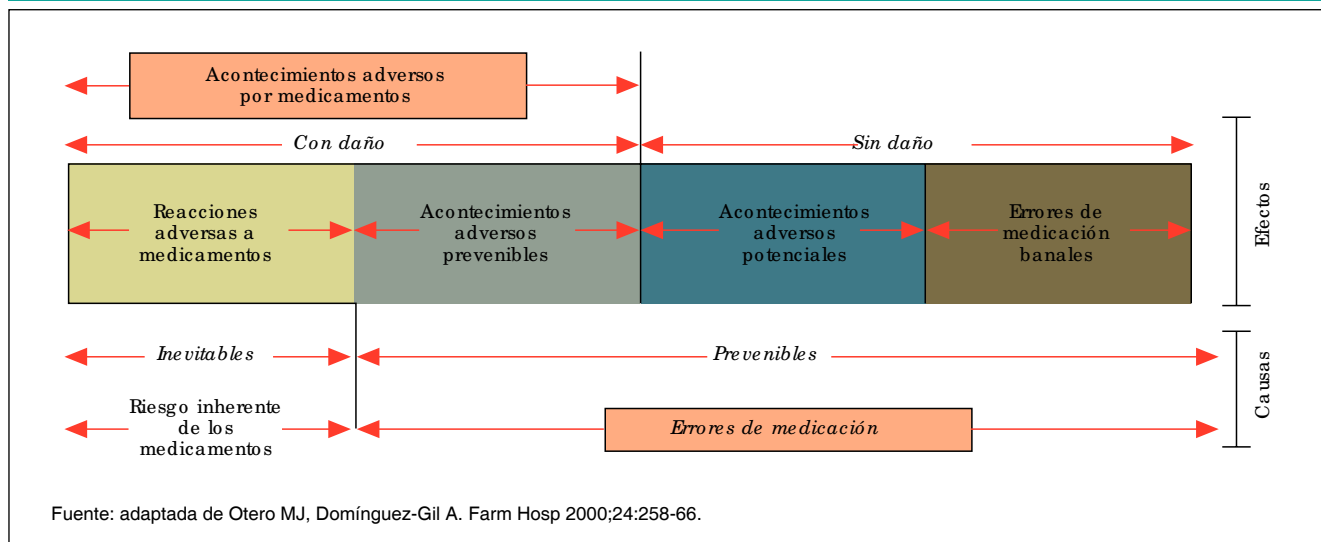 Acontecimientos adversos
por medicamentos
Con daño
Sin daño
Reacciones
adversas a
medicamentos
Acontecimientos
adversos
prevenibles
Acontecimientos
adversos
potenciales
Errores de
medicación
banales
Efectos
Inevitables
Prevenibles
Causas
Riesgo inherente
de los
medicamentos
Errores de medicación
Fuente: adaptada de Otero MJ, Domínguez-Gil A. Farm Hosp 2000;24:258-66.